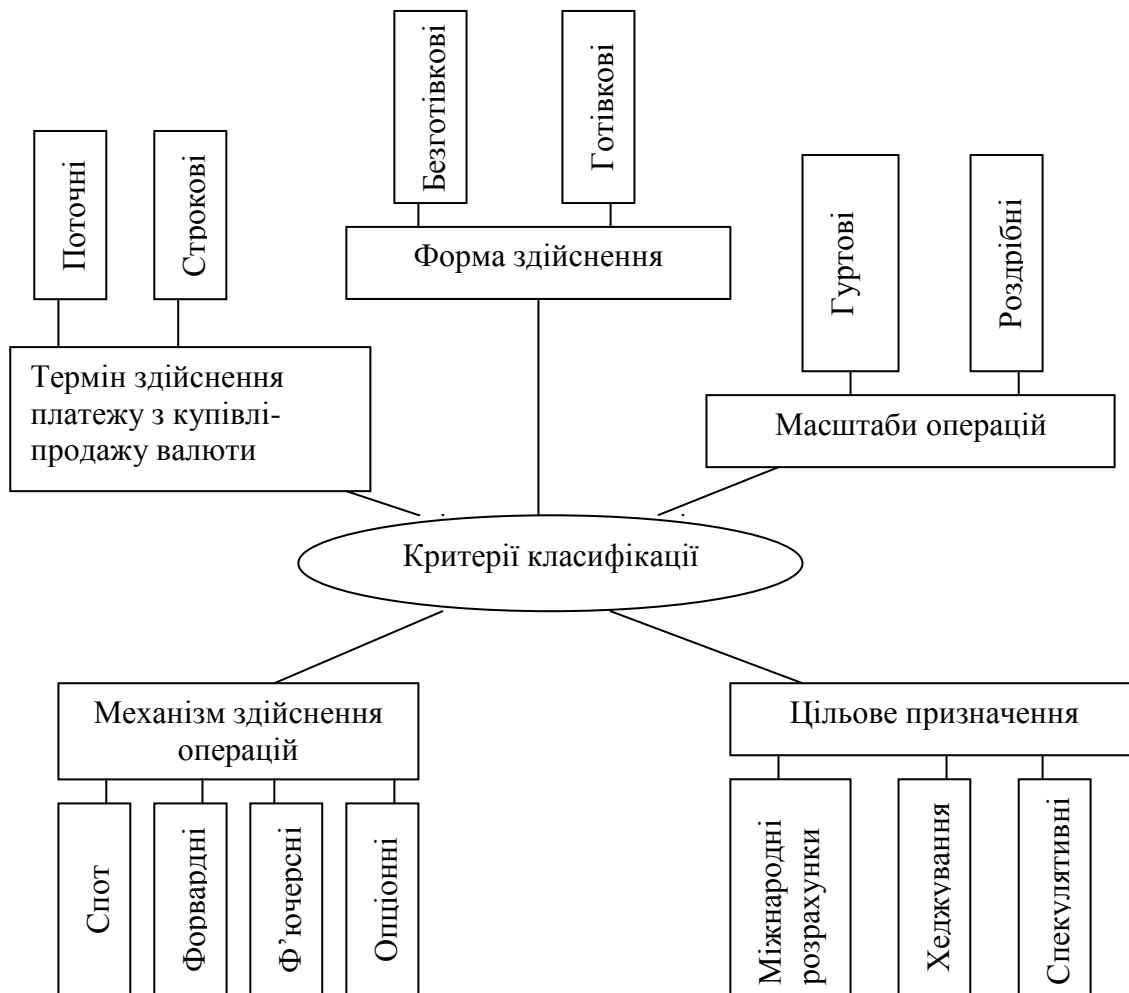 Безготівкові
Готівкові
Поточні
Строкові
Форма здійснення
Гуртові
Роздрібні
Термін здійснення
платежу з купівлі-
продажу валюти
Масштаби операцій
Критерії класифікації
Механізм здійснення
операцій
Цільове призначення
Спот
Форвардні
Ф’ючерсні
Опціонні
Міжнародні
розрахунки
Хеджування
Спекулятивні